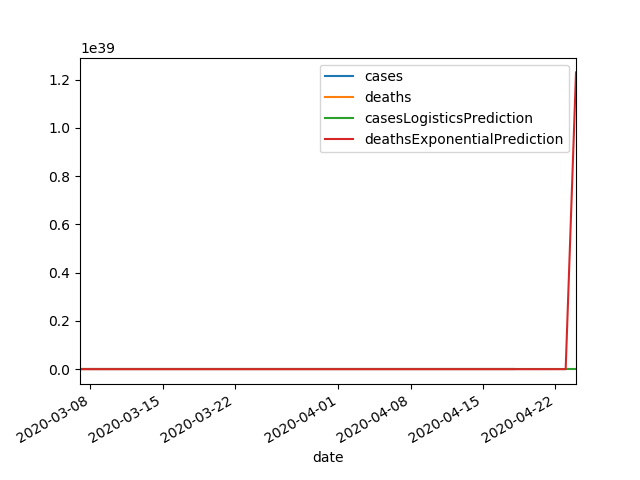 1e39
1.2
1.0
0.8
0.6
0.4
0.2
0.0
cases
deaths
casesLogisticsPrediction
deathsExponentialPrediction
2020-03-08
2020-03-15
2020-03-22
2020-04-01
2020-04-08
2020-04-15
2020-04-22
date